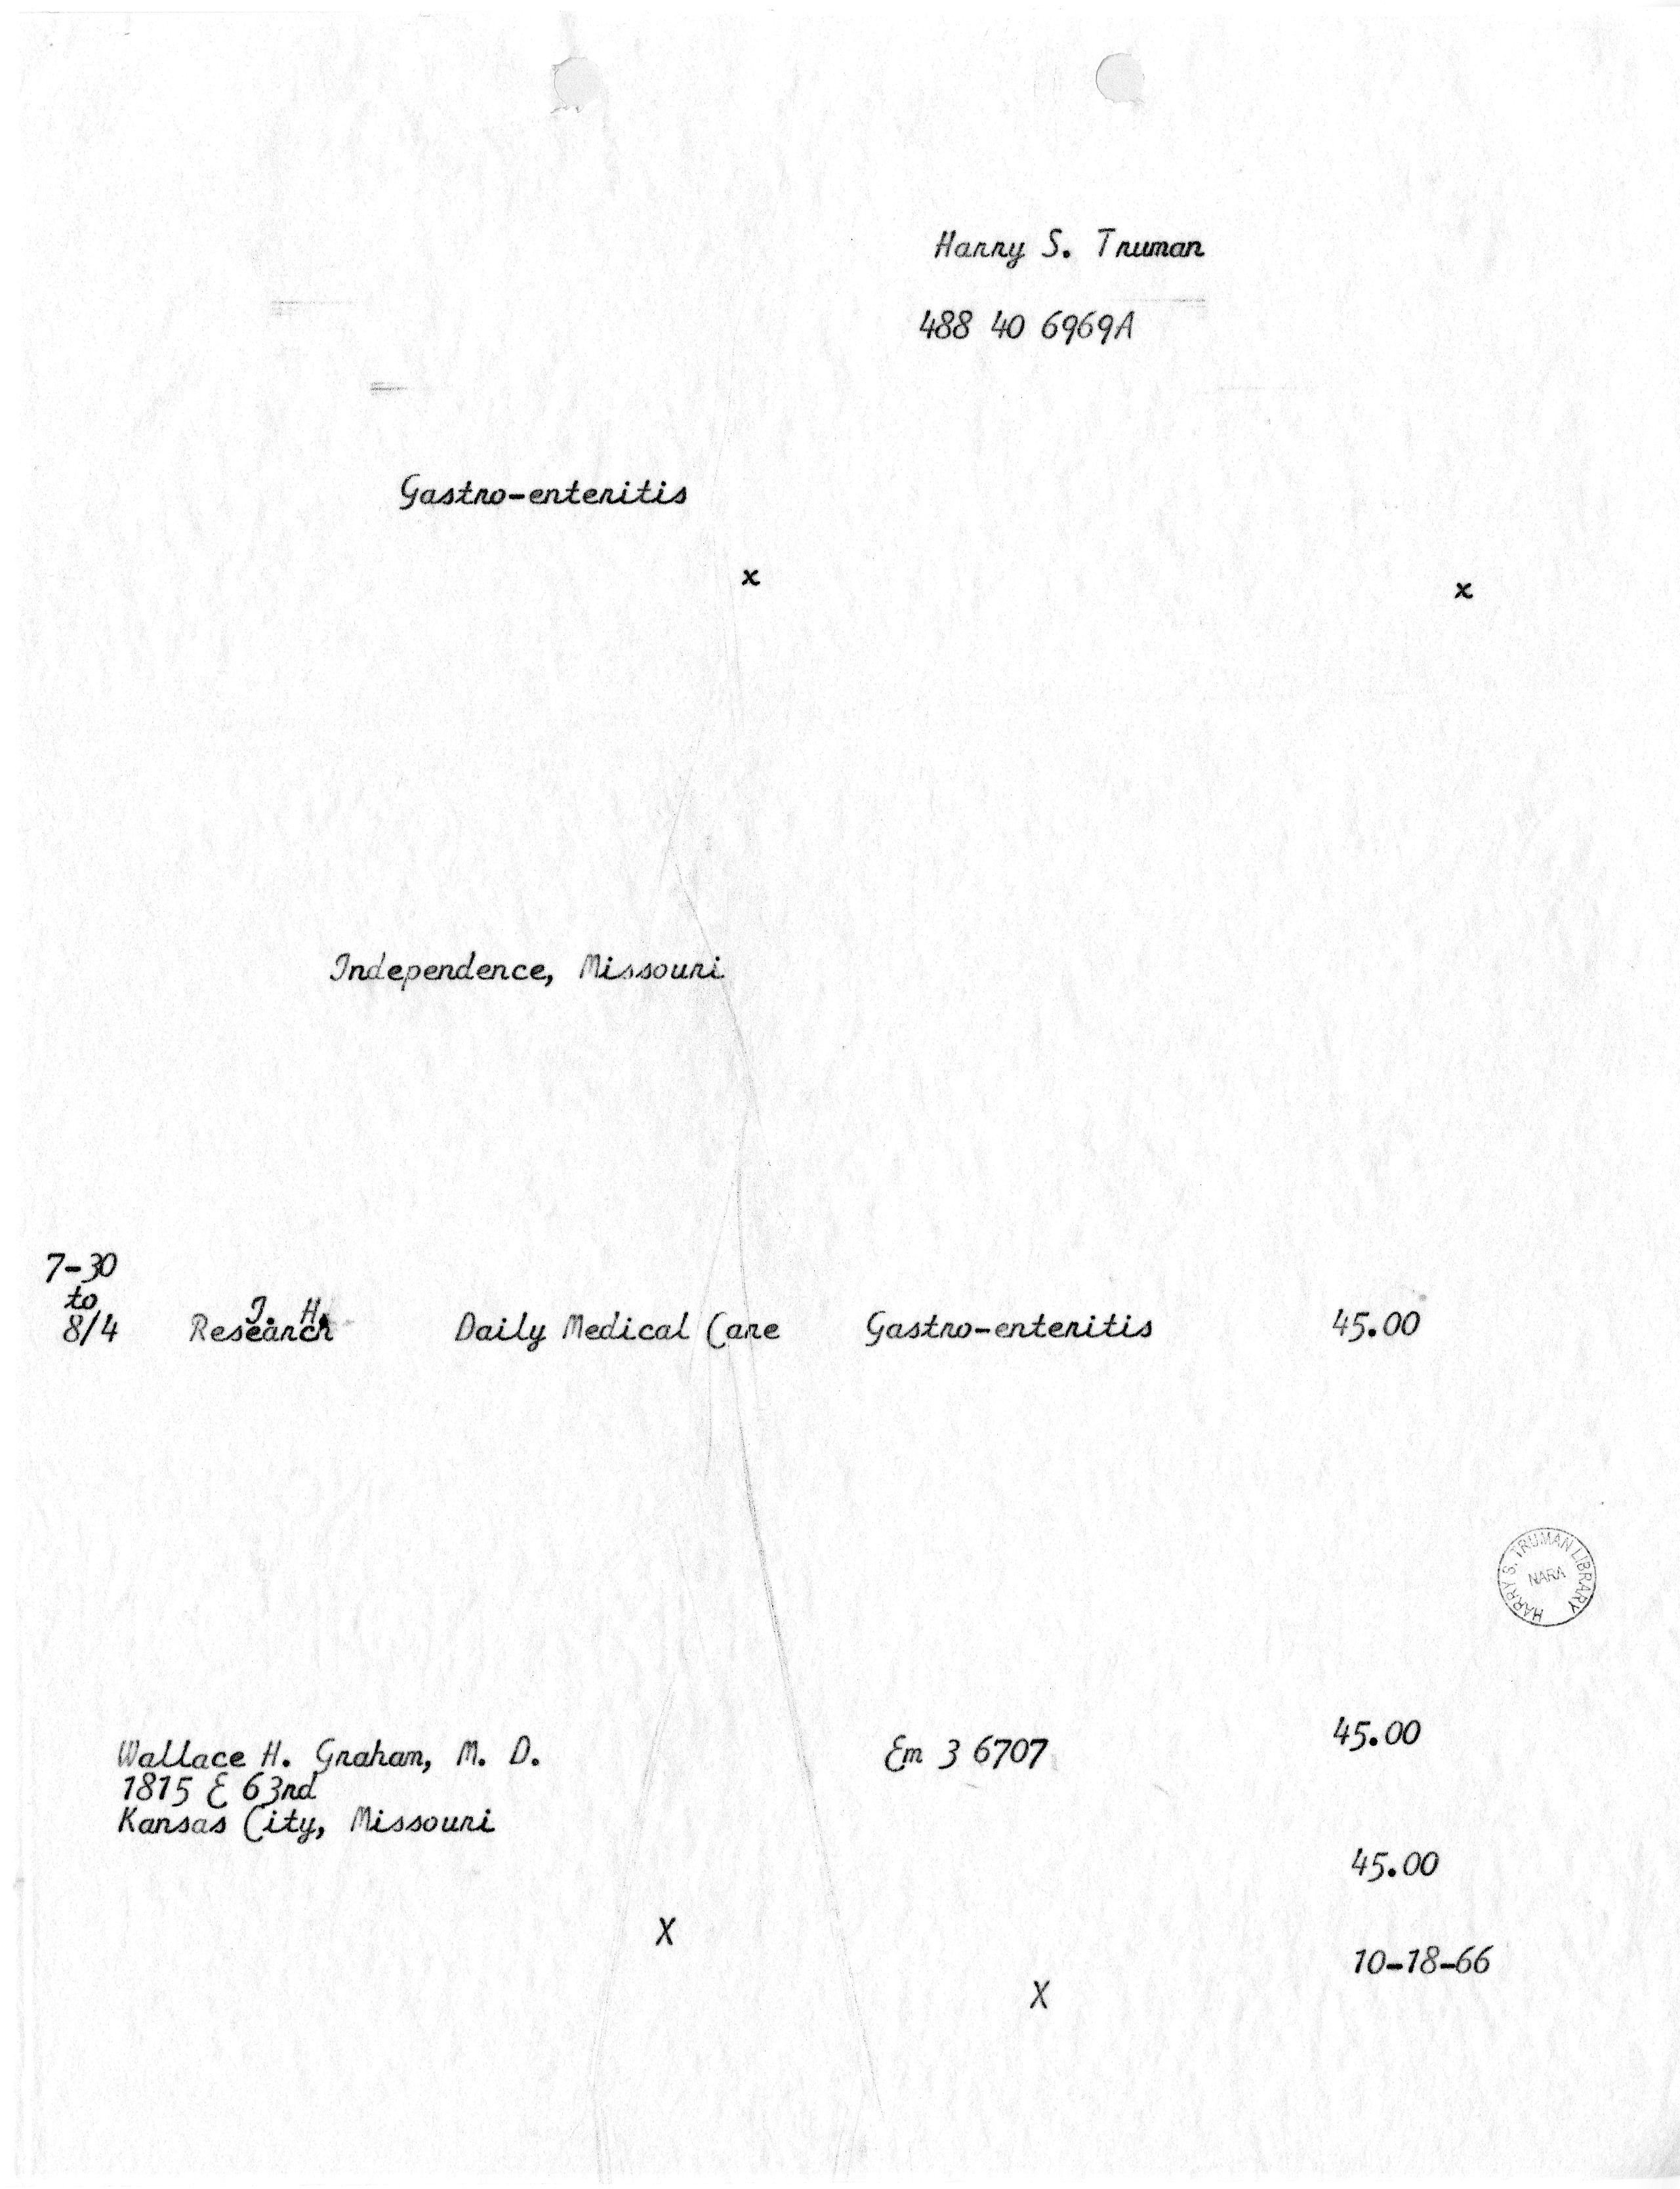 Harry S. Truman
488 40 6969A
Gastro-enteritis
x x
Independence, Missouri
7-30
to
I. H.
8/4 Research Daily Medical Care Gastro-enteritis 45.00
HARRY S. TRUMAN LIBRARY
NARA
45.00
Wallace H. Graham, M. D. Em 3 6707
1815 E 63rd
Kansas City, Missouri
45.00
X
10-18-66
X